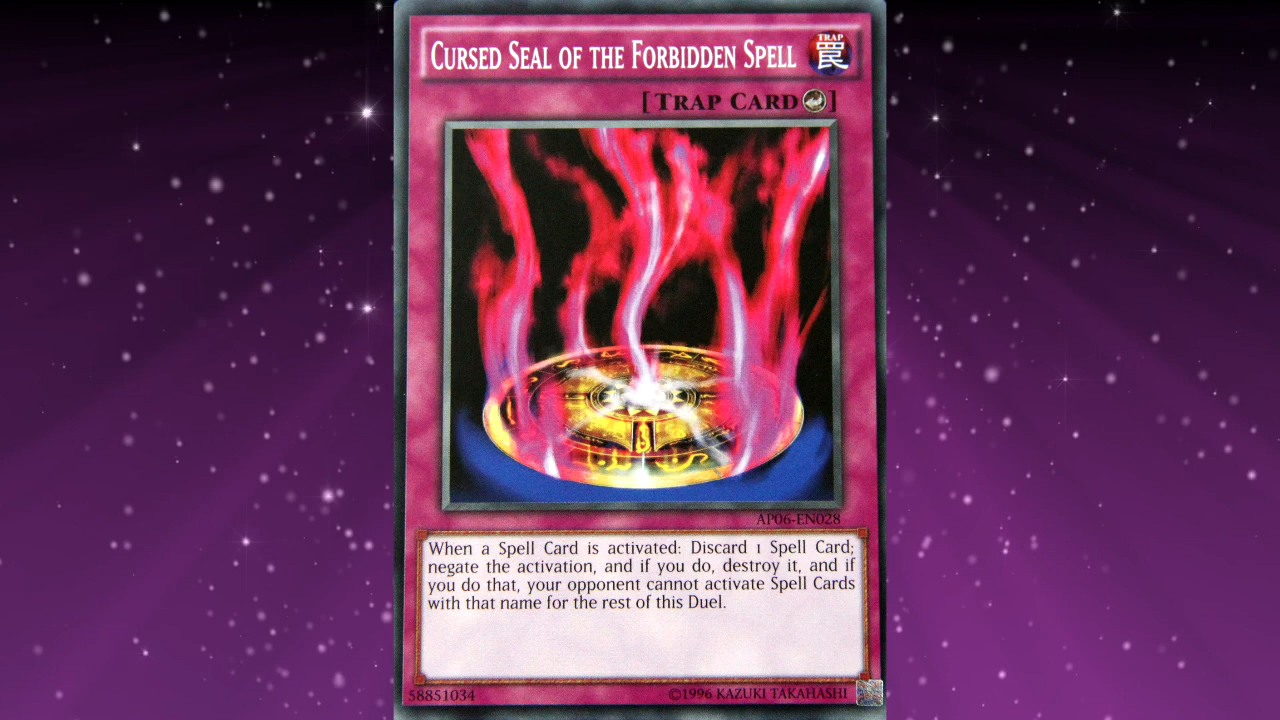 CURSED SEAL OF THE FORBIDDEN SPELL
TRAP
罠
[TRAP CARD]
AP06-EN028
When a Spell Card is activated: Discard 1 Spell Card;
negate the activation, and if you do, destroy it, and if
you do that, your opponent cannot activate Spell Cards
with that name for the rest of this Duel.
58851034
©1996 KAZUKI TAKAHASHI